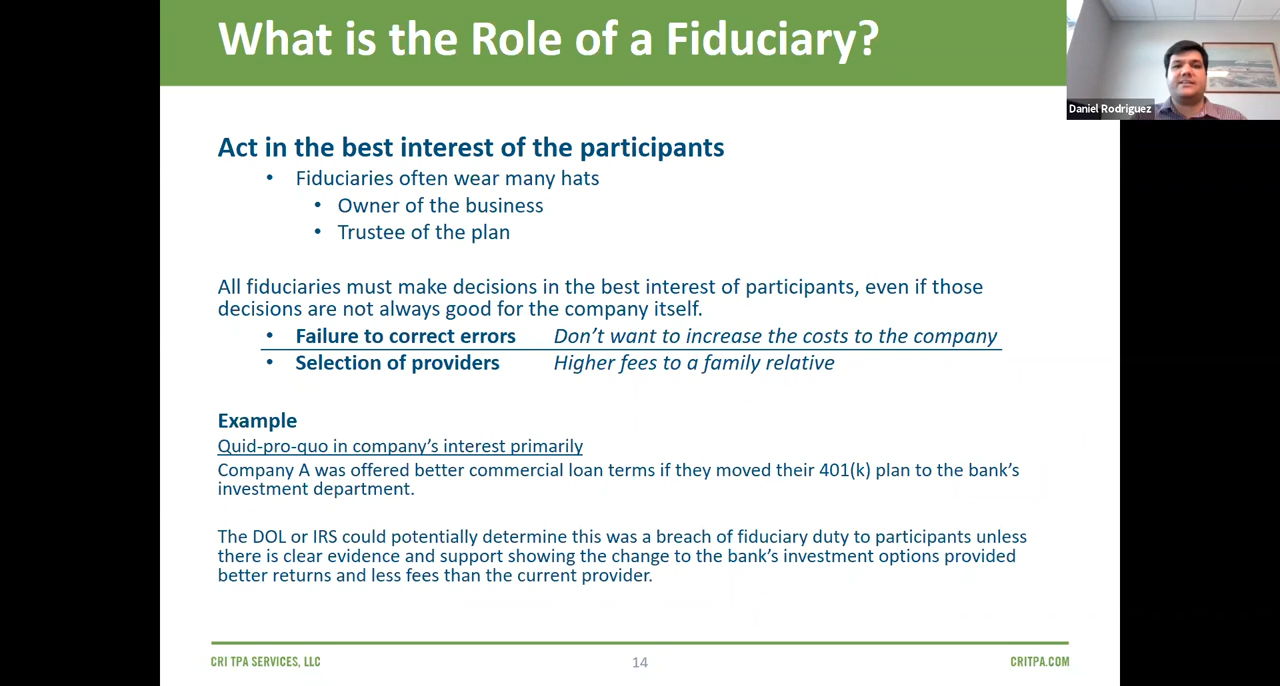 What is the Role of a Fiduciary?
Daniel Rodriguez
Act in the best interest of the participants
• Fiduciaries often wear many hats
• Owner of the business
• Trustee of the plan
All fiduciaries must make decisions in the best interest of participants, even if those
decisions are not always good for the company itself.
• Failure to correct errors Don’t want to increase the costs to the company
• Selection of providers Higher fees to a family relative
Example
Quid-pro-quo in company’s interest primarily
Company A was offered better commercial loan terms if they moved their 401(k) plan to the bank’s
investment department.
The DOL or IRS could potentially determine this was a breach of fiduciary duty to participants unless
there is clear evidence and support showing the change to the bank’s investment options provided
better returns and less fees than the current provider.
CRI TPA SERVICES, LLC 14 CRITPA.COM